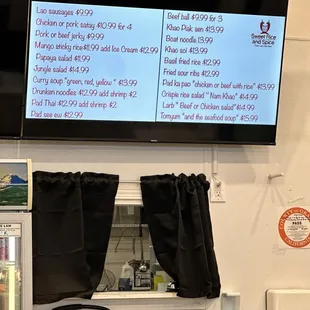 Lao sausages $9.99
Chicken or pork satay $10.99 for 4
Pork or beef jerky $9.99
Mango sticky rice $11.99 add Ice Cream $12.99
Papaya salad $11.99
Jungle salad $14.99
Curry soup "green, red, yellow" $13.99
Drunken noodles $12.99 add shrimp $2
Pad Thai $12.99 add shrimp $2
Pad see ew $12.99
Beef ball $9.99 for 3
Khao Piak sen 13.99
Boat noodle 13.99
Khao soi $13.99
Basil fried rice $12.99
Fried sour rice $12.99
Pad ka pao "chicken or beef with rice" $13.99
Crispie rice salad "Nam Khao" $14.99
Larb "Beef or Chicken salad" $14.99
Tomyum "and the seafood soup" $15.99
Sweet Rice
and Spice
PASS